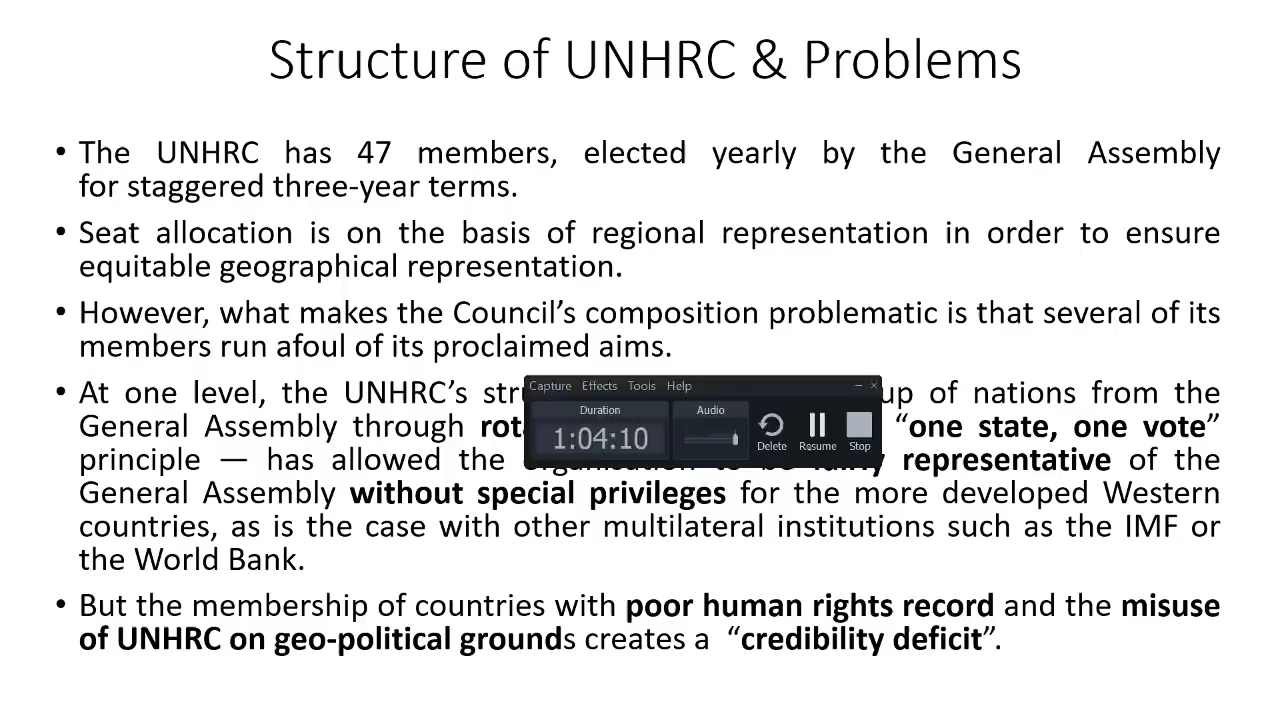 Structure of UNHRC & Problems
• The UNHRC has 47 members, elected yearly by the General Assembly
for staggered three-year terms.
• Seat allocation is on the basis of regional representation in order to ensure
equitable geographical representation.
• However, what makes the Council’s composition problematic is that several of its
members run afoul of its proclaimed aims.
• At one level, the UNHRC’s up of nations from the
General Assembly through “one state, one vote”
principle — has allowed the representative of the
General Assembly without special privileges for the more developed Western
countries, as is the case with other multilateral institutions such as the IMF or
the World Bank.
• But the membership of countries with poor human rights record and the misuse
of UNHRC on geo-political grounds creates a “credibility deficit”.
Capture Effects Tools Help
Duration Audio
1:04:10
Delete Resume Stop